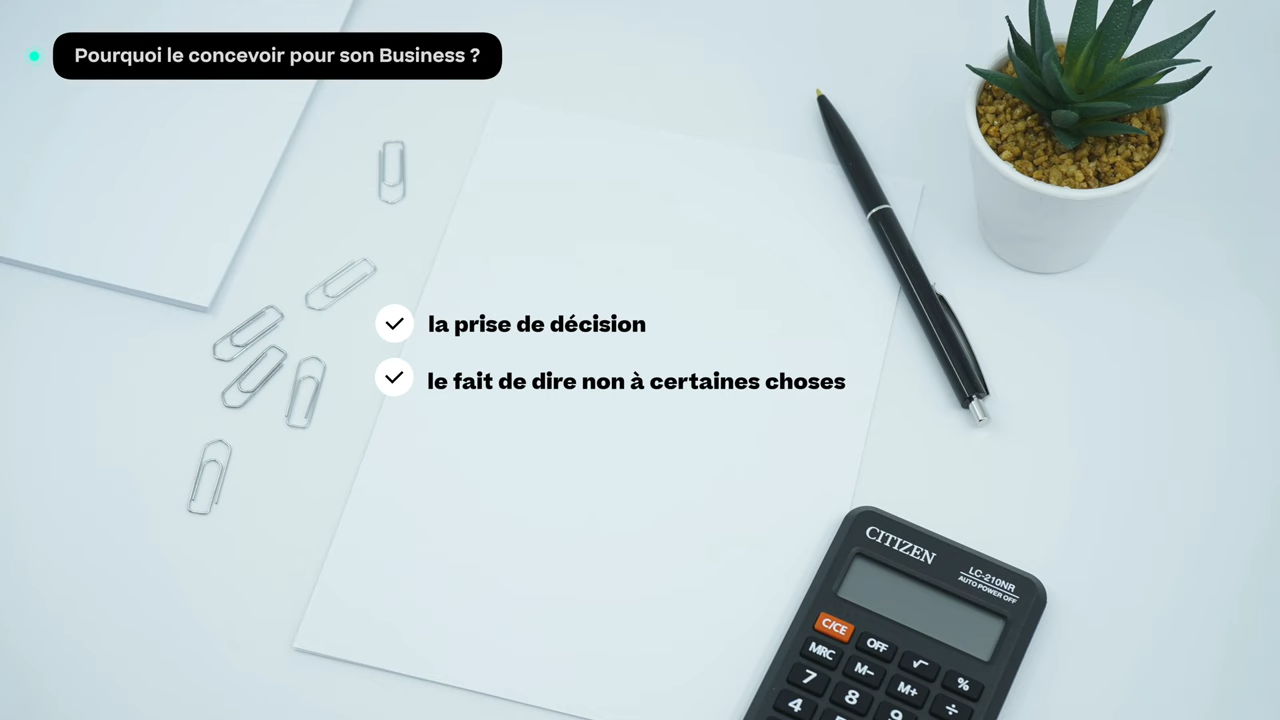 Pourquoi le concevoir pour son Business ?
la prise de décision
le fait de dire non à certaines choses
CITIZEN
LC-210NR
AUTO POWER OFF
C/CE
OFF
√
%
MRC
M−
M+
÷
7
8
9
4